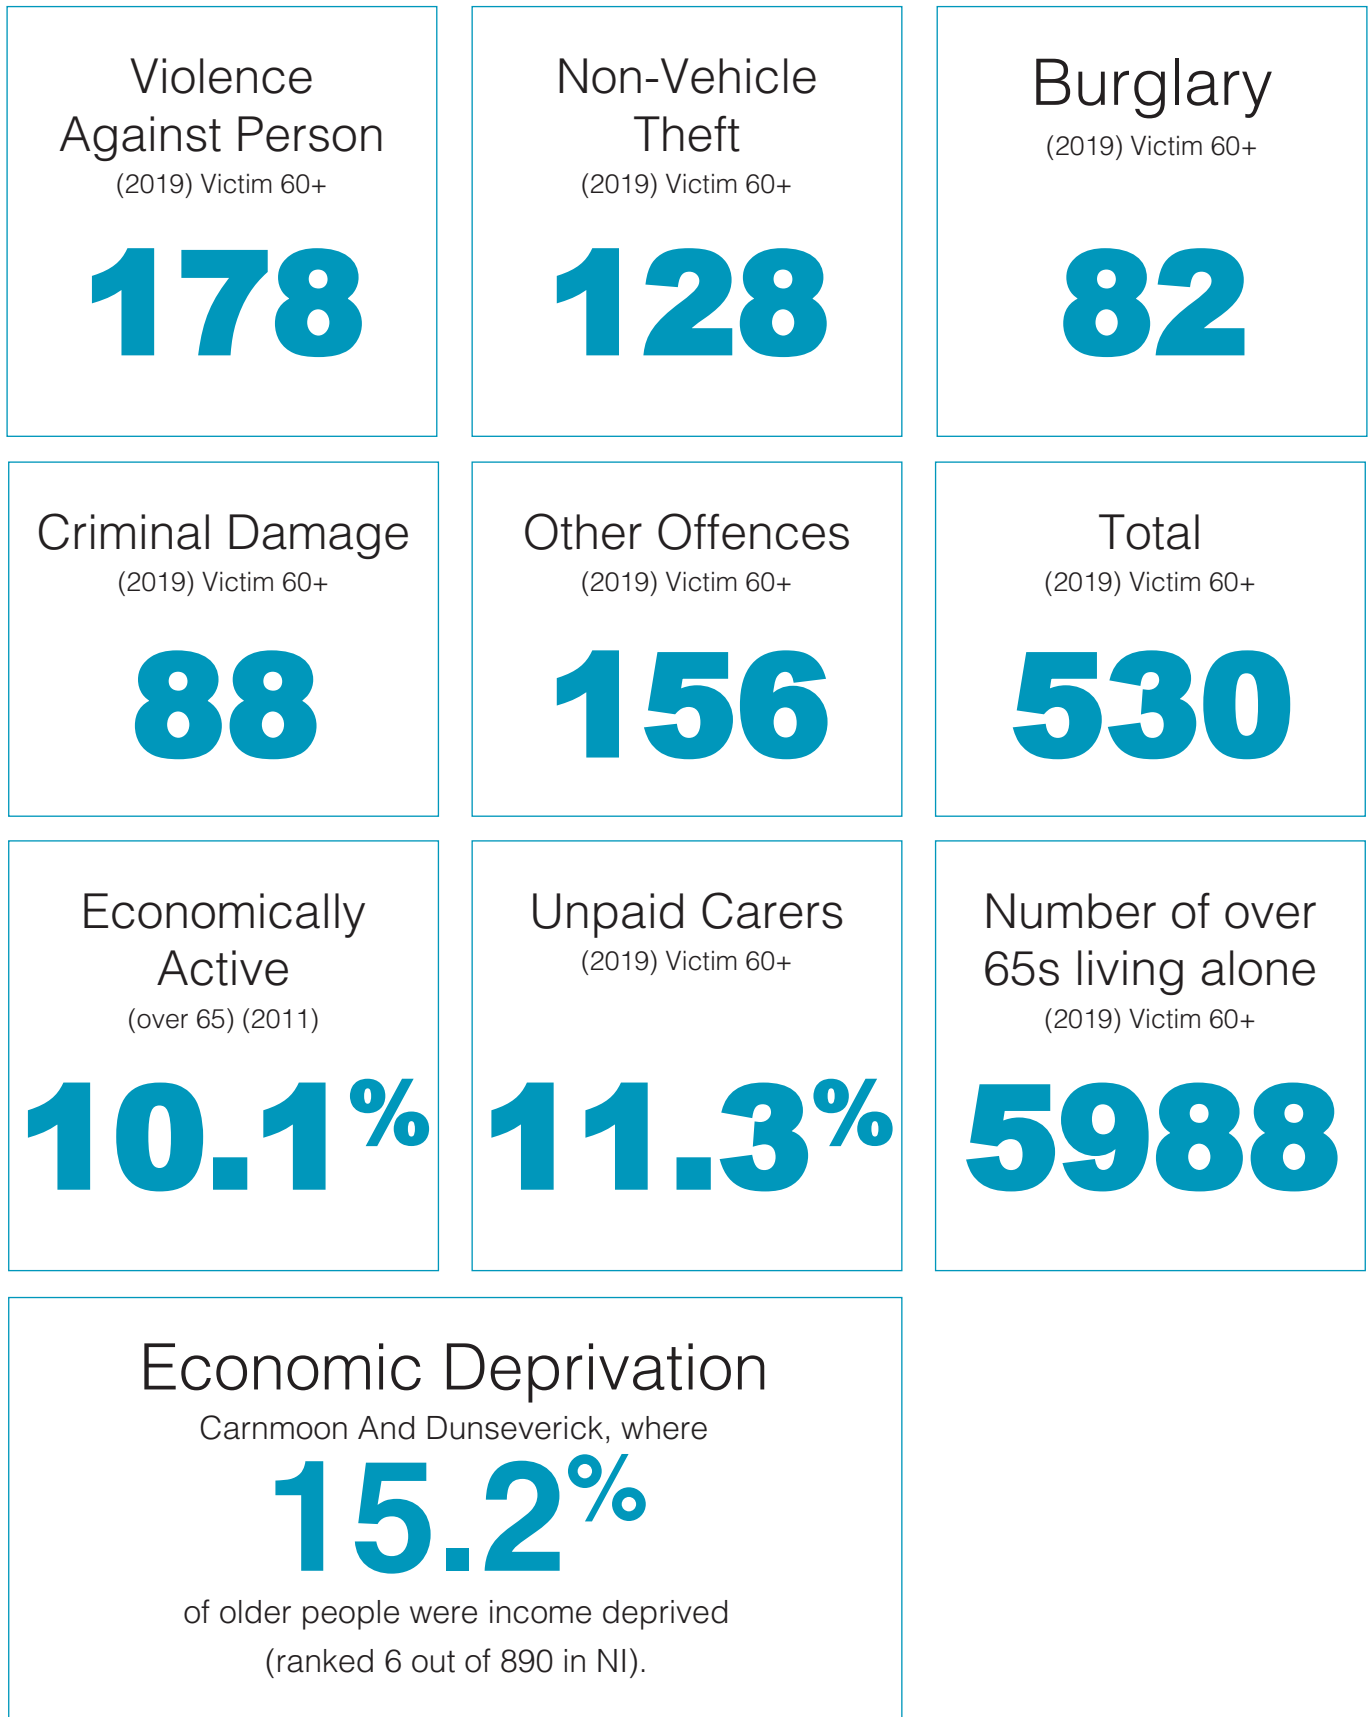 Violence
Against Person
(2019) Victim 60+
178
Non-Vehicle
Theft
(2019) Victim 60+
128
Burglary
(2019) Victim 60+
82
Criminal Damage
(2019) Victim 60+
88
Other Offences
(2019) Victim 60+
156
Total
(2019) Victim 60+
530
Economically
Active
(over 65) (2011)
10.1%
Unpaid Carers
(2019) Victim 60+
11.3%
Number of over
65s living alone
(2019) Victim 60+
5988
Economic Deprivation
Carnmoon And Dunseverick, where
15.2%
of older people were income deprived
(ranked 6 out of 890 in NI).